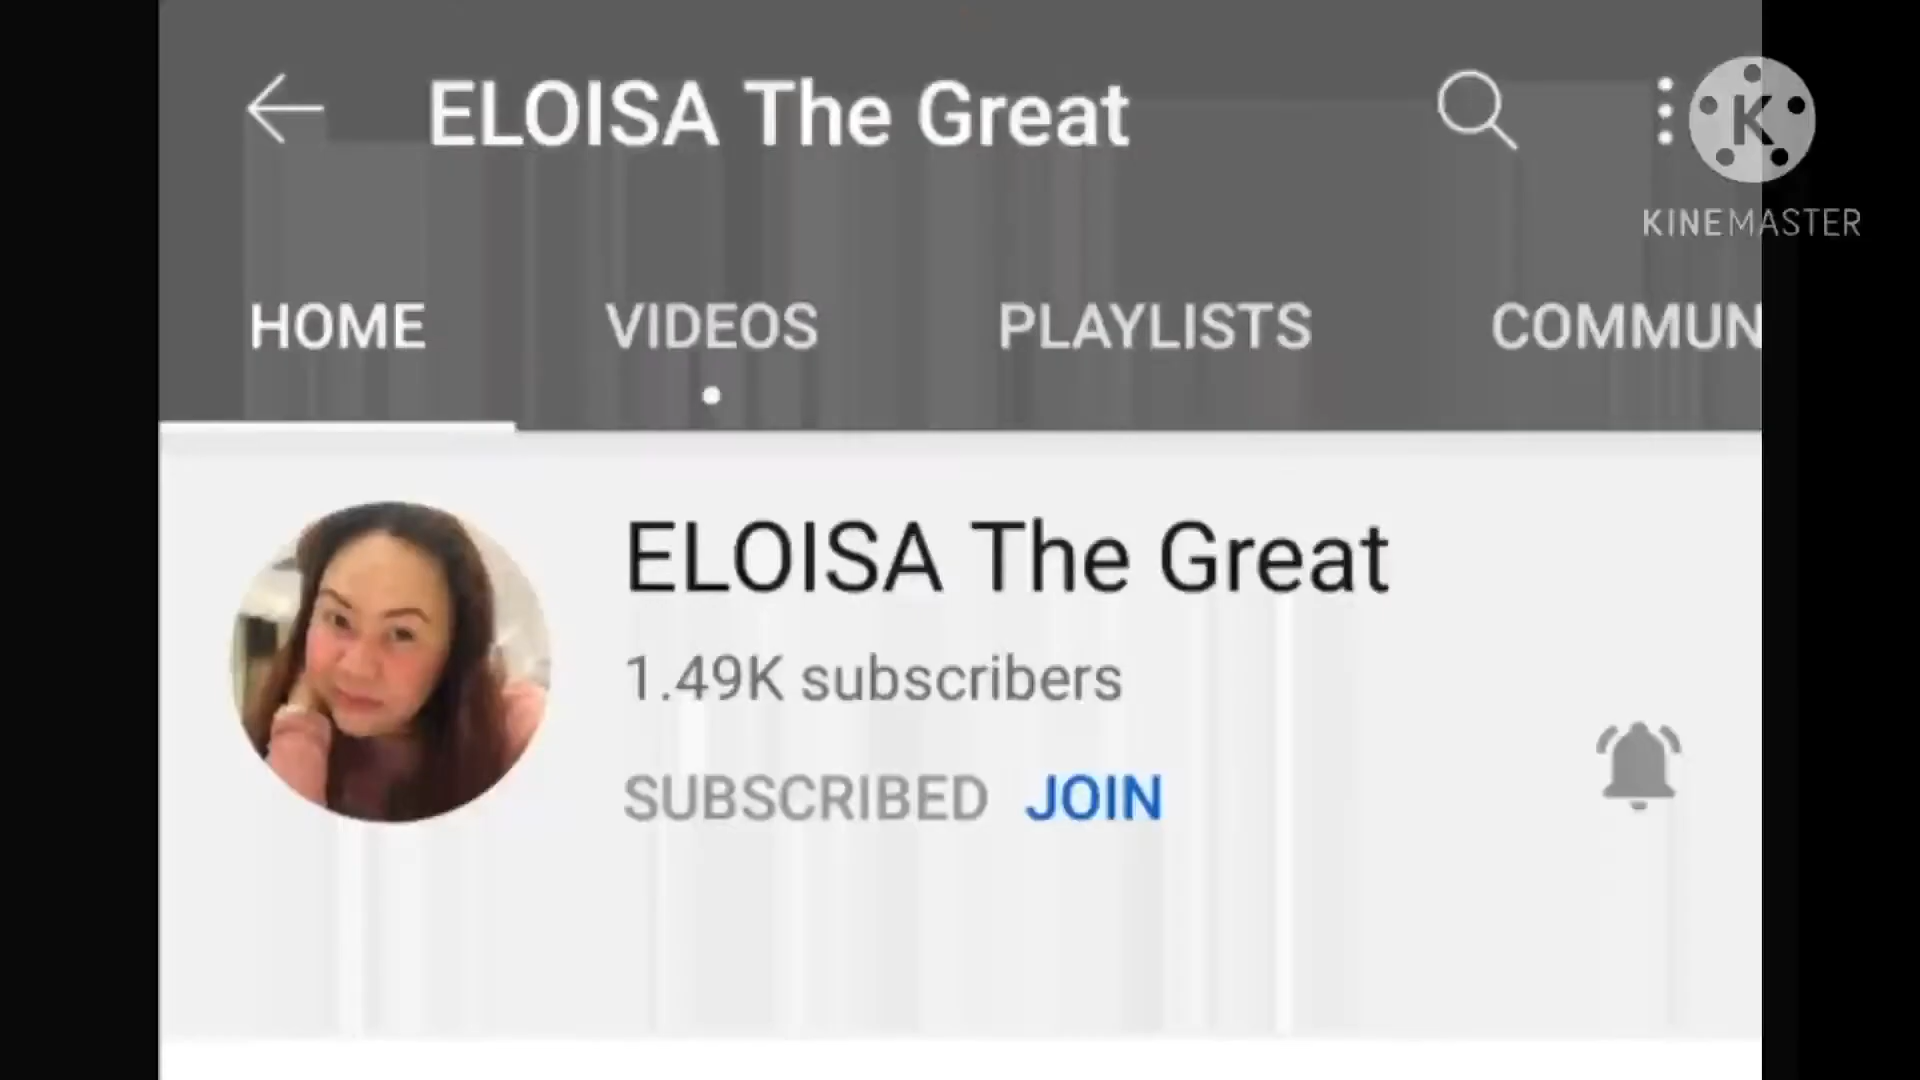 ELOISA The Great
K
KINEMASTER
HOME VIDEOS PLAYLISTS COMMUN
ELOISA The Great
1.49K subscribers
SUBSCRIBED JOIN